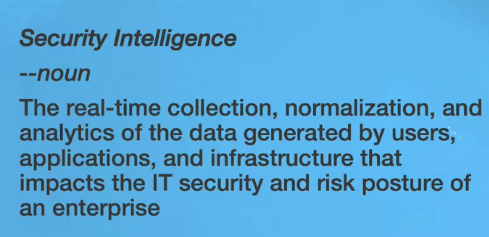 Security Intelligence
--noun
The real-time collection, normalization, and
analytics of the data generated by users,
applications, and infrastructure that
impacts the IT security and risk posture of
an enterprise